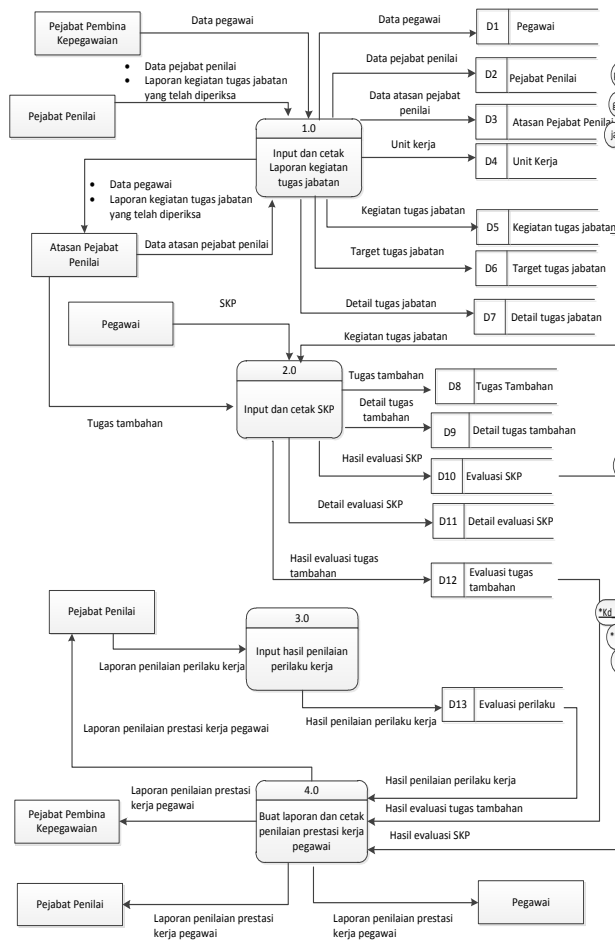 Pejabat Pembina
Kepegawaian
Data pegawai
Data pegawai
D1 Pegawai
Data pejabat penilai
Laporan kegiatan tugas jabatan
yang telah diperiksa
Data pejabat penilai
D2 Pejabat Penilai
Pejabat Penilai
Data atasan pejabat
penilai
D3 Atasan Pejabat Penilai
1.0
Input dan cetak
Laporan kegiatan
tugas jabatan
Unit kerja
D4 Unit Kerja
Data pegawai
Laporan kegiatan tugas jabatan
yang telah diperiksa
Kegiatan tugas jabatan
D5 Kegiatan tugas jabatan
Atasan Pejabat
Penilai
Data atasan pejabat penilai
Target tugas jabatan
D6 Target tugas jabatan
Detail tugas jabatan
D7 Detail tugas jabatan
Pegawai
SKP
Kegiatan tugas jabatan
2.0
Input dan cetak SKP
Tugas tambahan
D8 Tugas Tambahan
Tugas tambahan
Detail tugas
tambahan
D9 Detail tugas tambahan
Hasil evaluasi SKP
D10 Evaluasi SKP
Detail evaluasi SKP
D11 Detail evaluasi SKP
Hasil evaluasi tugas
tambahan
D12 Evaluasi tugas
tambahan
*Kd
Pejabat Penilai
3.0
Input hasil penilaian
perilaku kerja
Laporan penilaian perilaku kerja
Hasil penilaian perilaku kerja
D13 Evaluasi perilaku
Laporan penilaian prestasi kerja pegawai
Hasil penilaian perilaku kerja
4.0
Buat laporan dan cetak
penilaian prestasi kerja
pegawai
Laporan penilaian prestasi
kerja pegawai
Hasil evaluasi tugas tambahan
Pejabat Pembina
Kepegawaian
Hasil evaluasi SKP
Pejabat Penilai
Laporan penilaian prestasi
kerja pegawai
Laporan penilaian prestasi
kerja pegawai
Pegawai